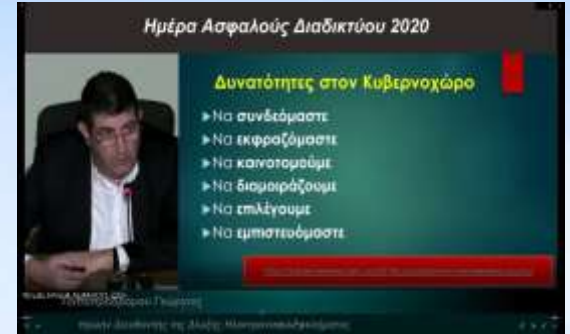 Ημέρα Ασφαλούς Διαδικτύου 2020
Δυνατότητες στον Κυβερνοχώρο
▶Να συνδεόμαστε
▶Να εκφραζόμαστε
▶Να καινοτομούμε
▶Να διαμοιράζουμε
▶Να επιλέγουμε
▶Να εμπιστευόμαστε